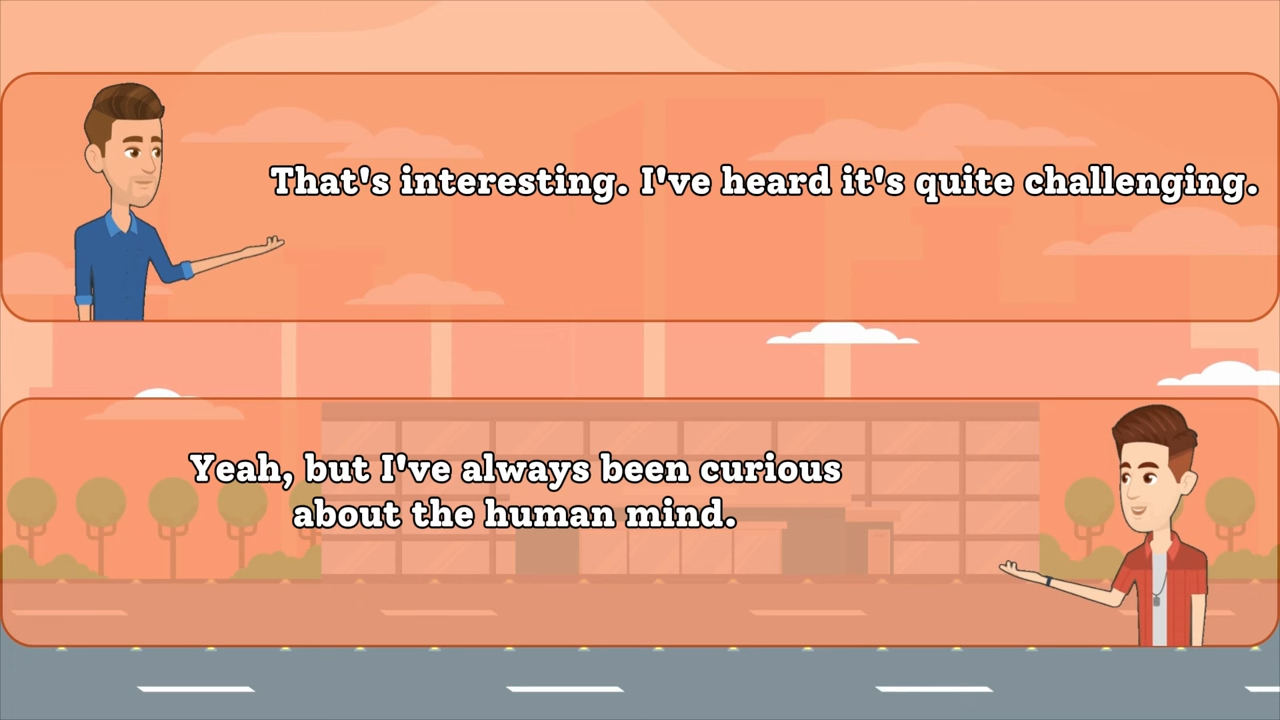 That's interesting. I've heard it's quite challenging.
Yeah, but I've always been curious
about the human mind.